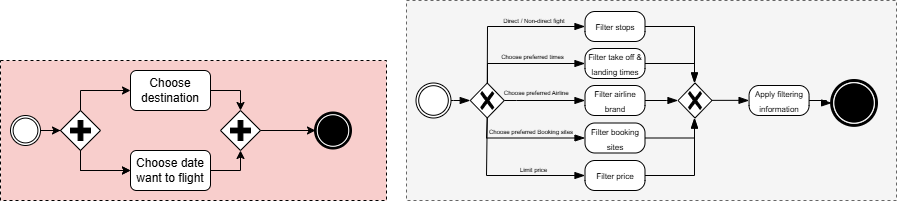 Choose
destination
Choose date
want to flight
Direct / Non-direct fight
Filter stops
Choose preferred times
Filter take off &
landing times
Choose preferred Airline
Filter airline
brand
Choose preferred Booking sites
Filter booking
sites
Limit price
Filter price
Apply filtering
information